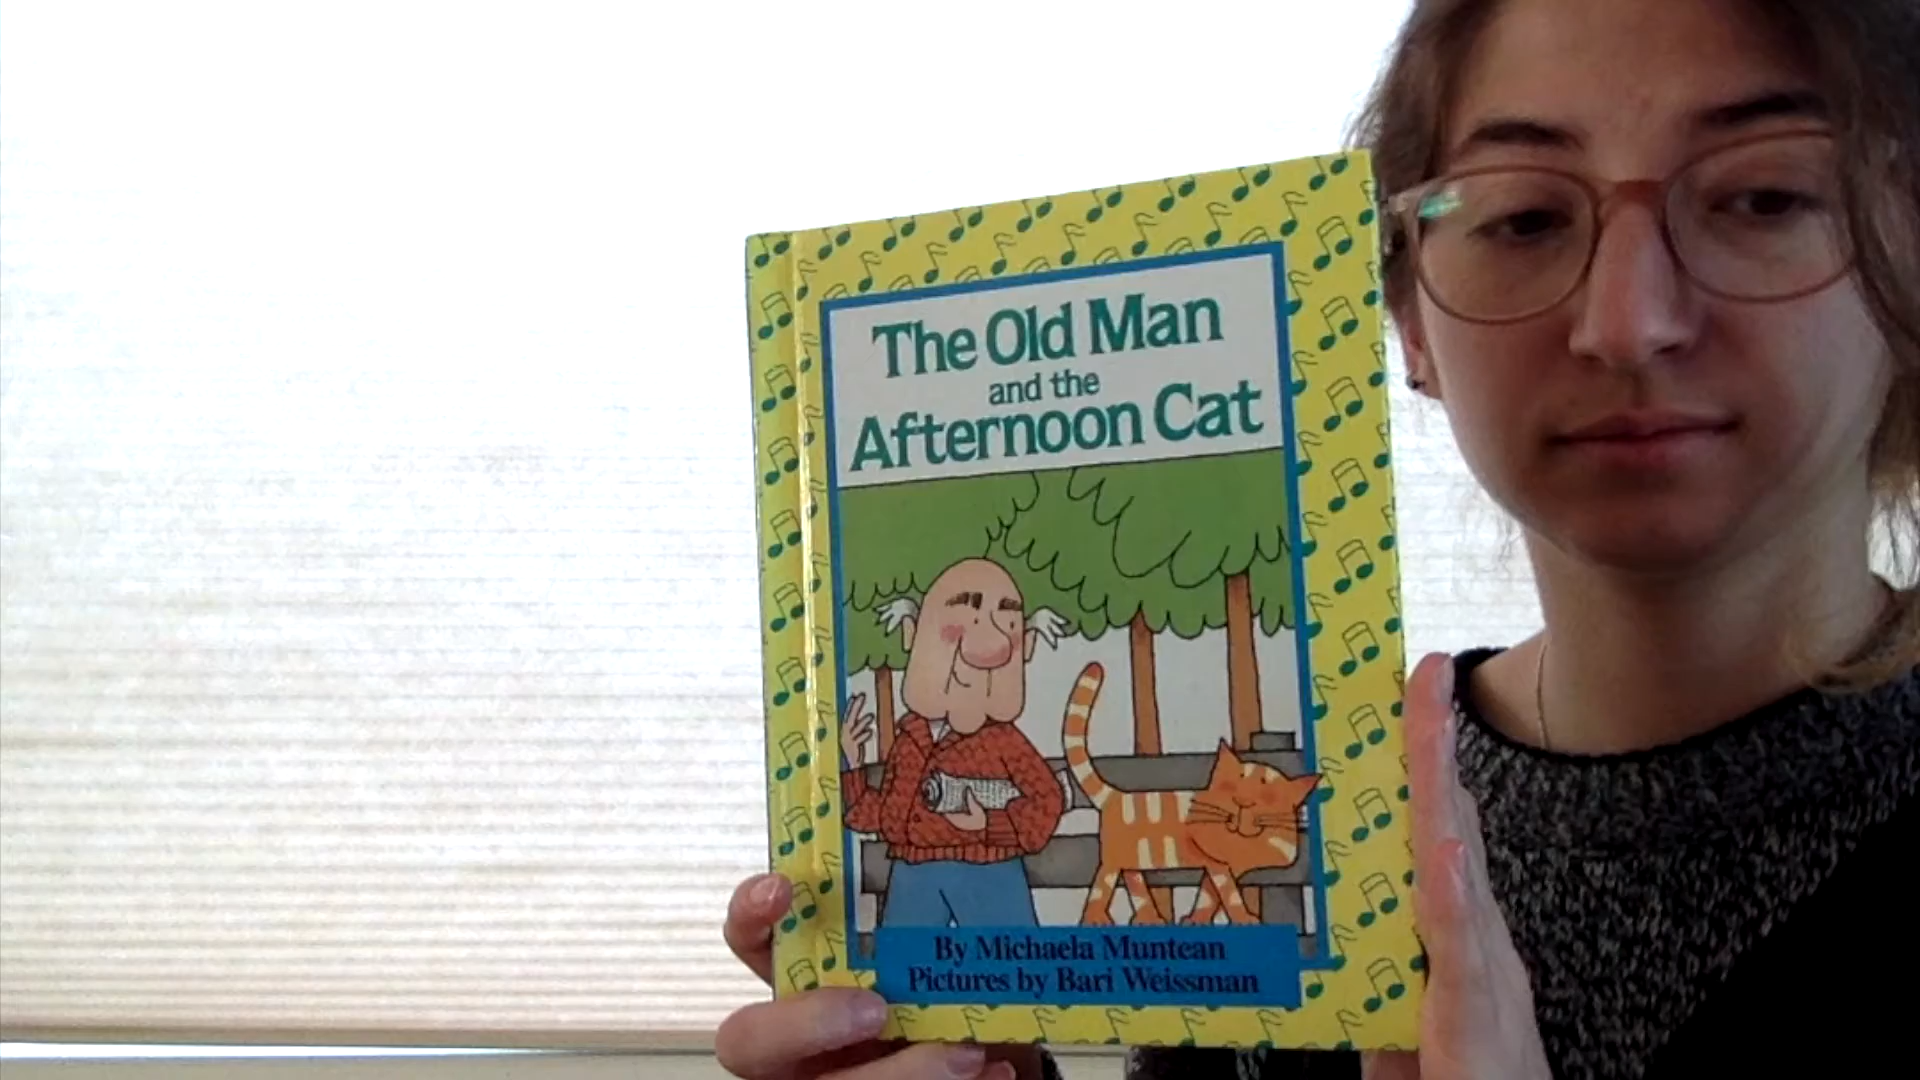 The Old Man
and the
Afternoon Cat
By Michaela Muntean
Pictures by Bari Weissman